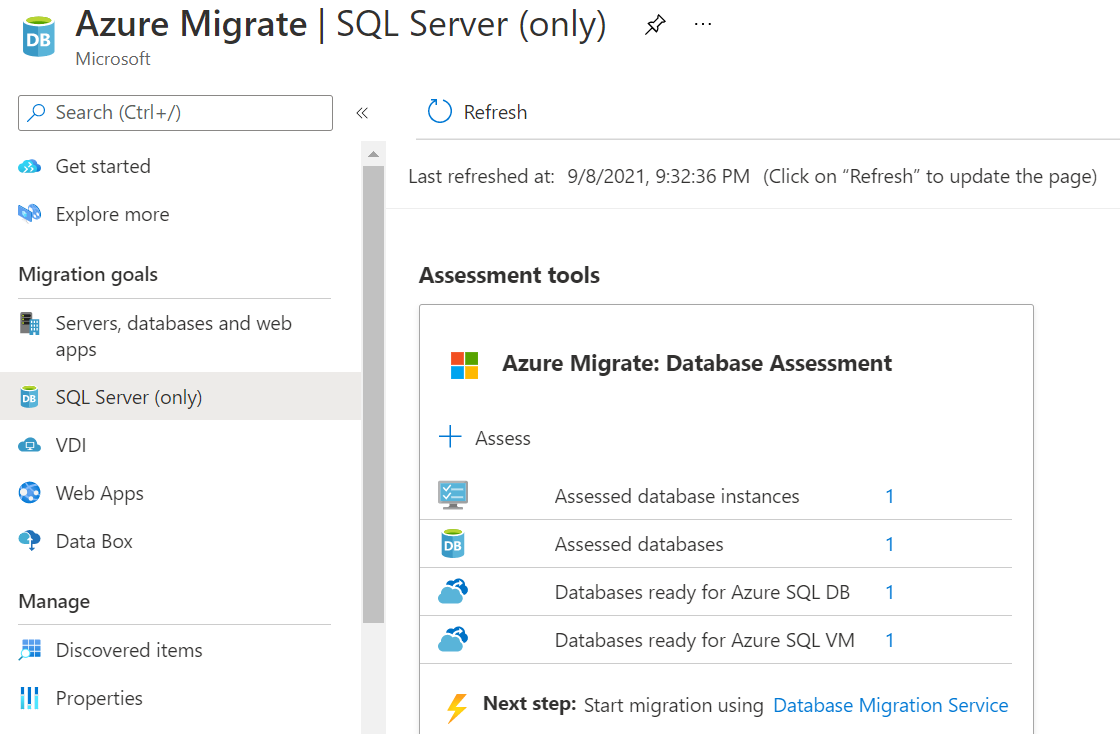 DB
Azure Migrate | SQL Server (only)
Microsoft
Search (Ctrl+/)
Get started
Explore more
Migration goals
Servers, databases and web
apps
DB
SQL Server (only)
VDI
Web Apps
Data Box
Manage
Discovered items
Properties
Refresh
Last refreshed at: 9/8/2021, 9:32:36 PM (Click on “Refresh” to update the page)
Assessment tools
Azure Migrate: Database Assessment
Assess
Assessed database instances 1
DB
Assessed databases 1
Databases ready for Azure SQL DB 1
Databases ready for Azure SQL VM 1
Next step: Start migration using Database Migration Service